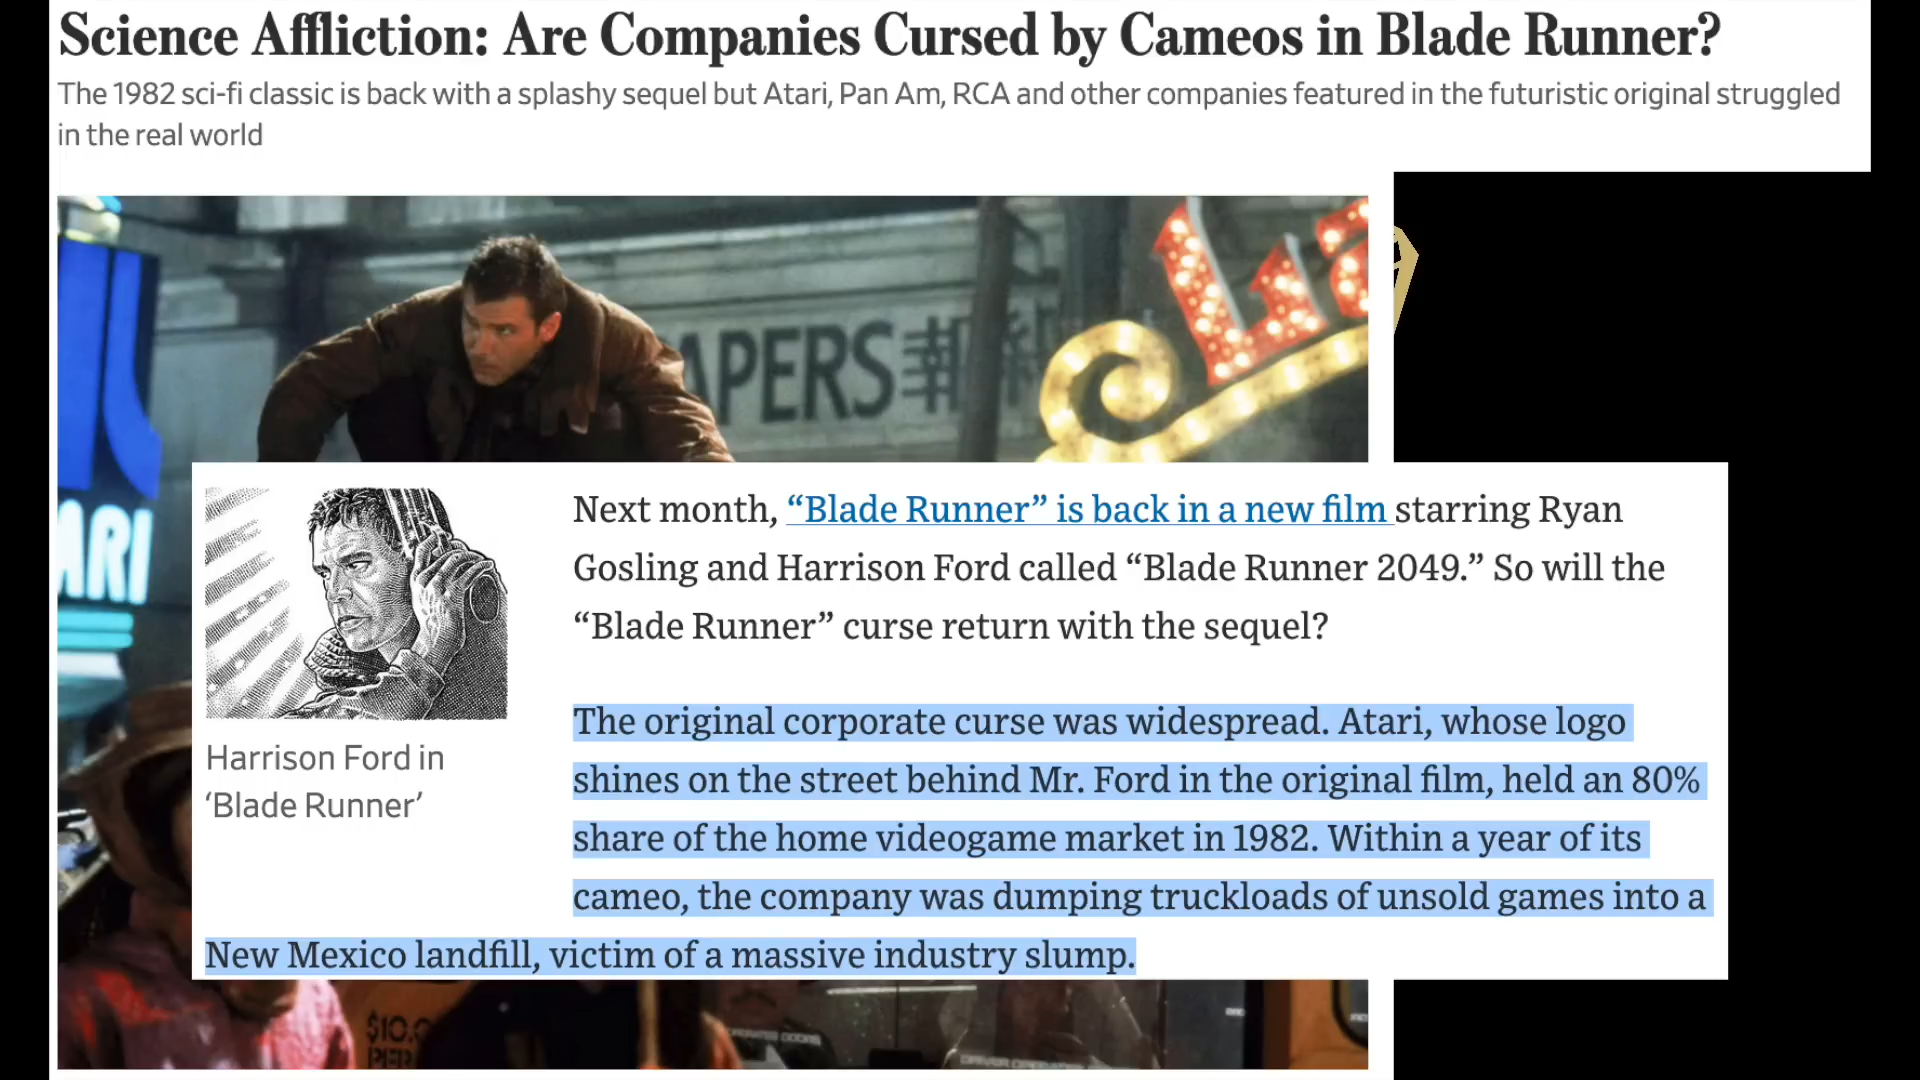 Science Affliction: Are Companies Cursed by Cameos in Blade Runner?
The 1982 sci-fi classic is back with a splashy sequel but Atari, Pan Am, RCA and other companies featured in the futuristic original struggled
in the real world
APERS
ARI
Next month, “Blade Runner” is back in a new film starring Ryan
Gosling and Harrison Ford called “Blade Runner 2049.” So will the
“Blade Runner” curse return with the sequel?
Harrison Ford in
‘Blade Runner’
The original corporate curse was widespread. Atari, whose logo
shines on the street behind Mr. Ford in the original film, held an 80%
share of the home videogame market in 1982. Within a year of its
cameo, the company was dumping truckloads of unsold games into a
New Mexico landfill, victim of a massive industry slump.
$10.0
PER